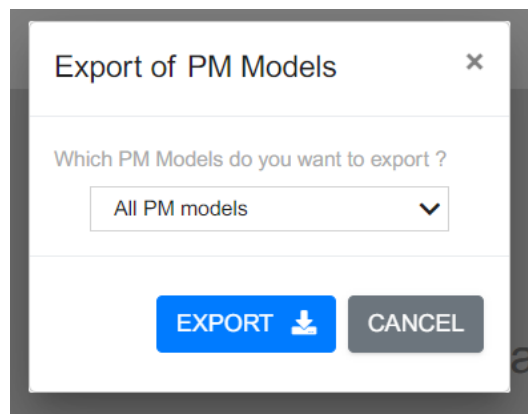 Export of PM Models ×
Which PM Models do you want to export ?
All PM models
EXPORT CANCEL